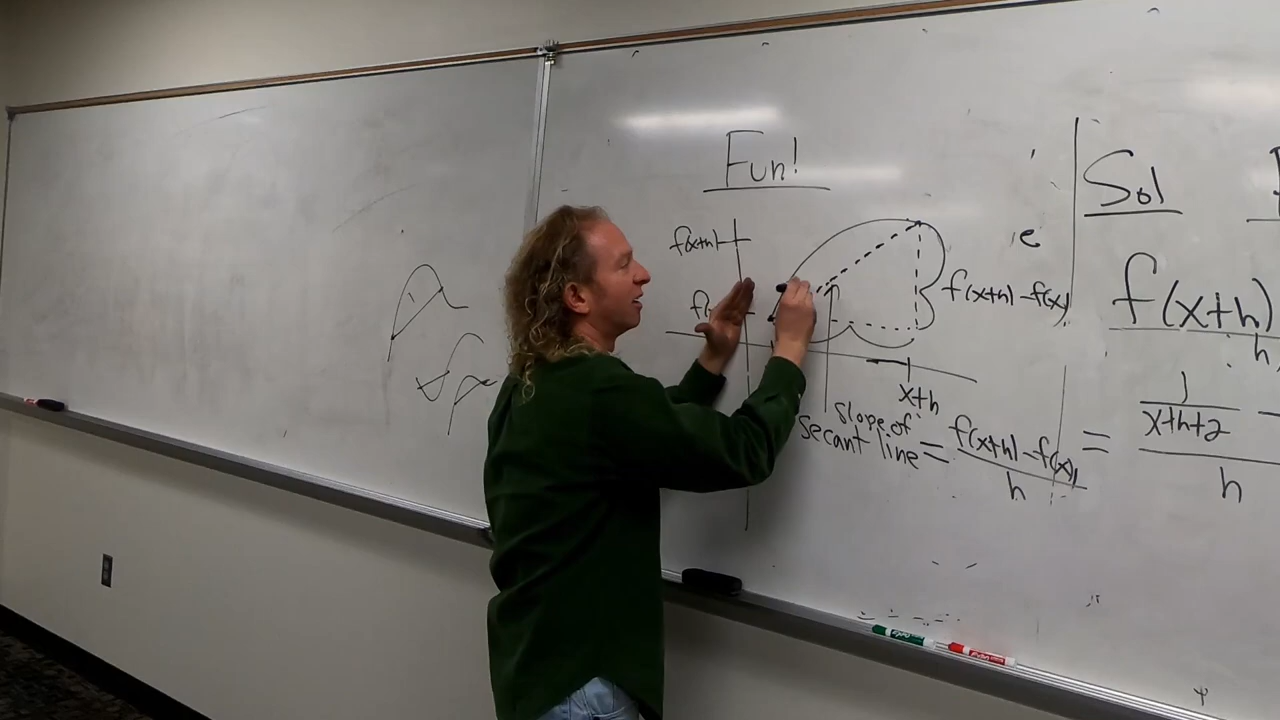 Fun!
f(x+h)
f(x+h)-f(x)
x+h
slope of
secant line = f(x+h)-f(x)
h
e
Sol
f(x+h)
h
= 1
x+h+2
-
h